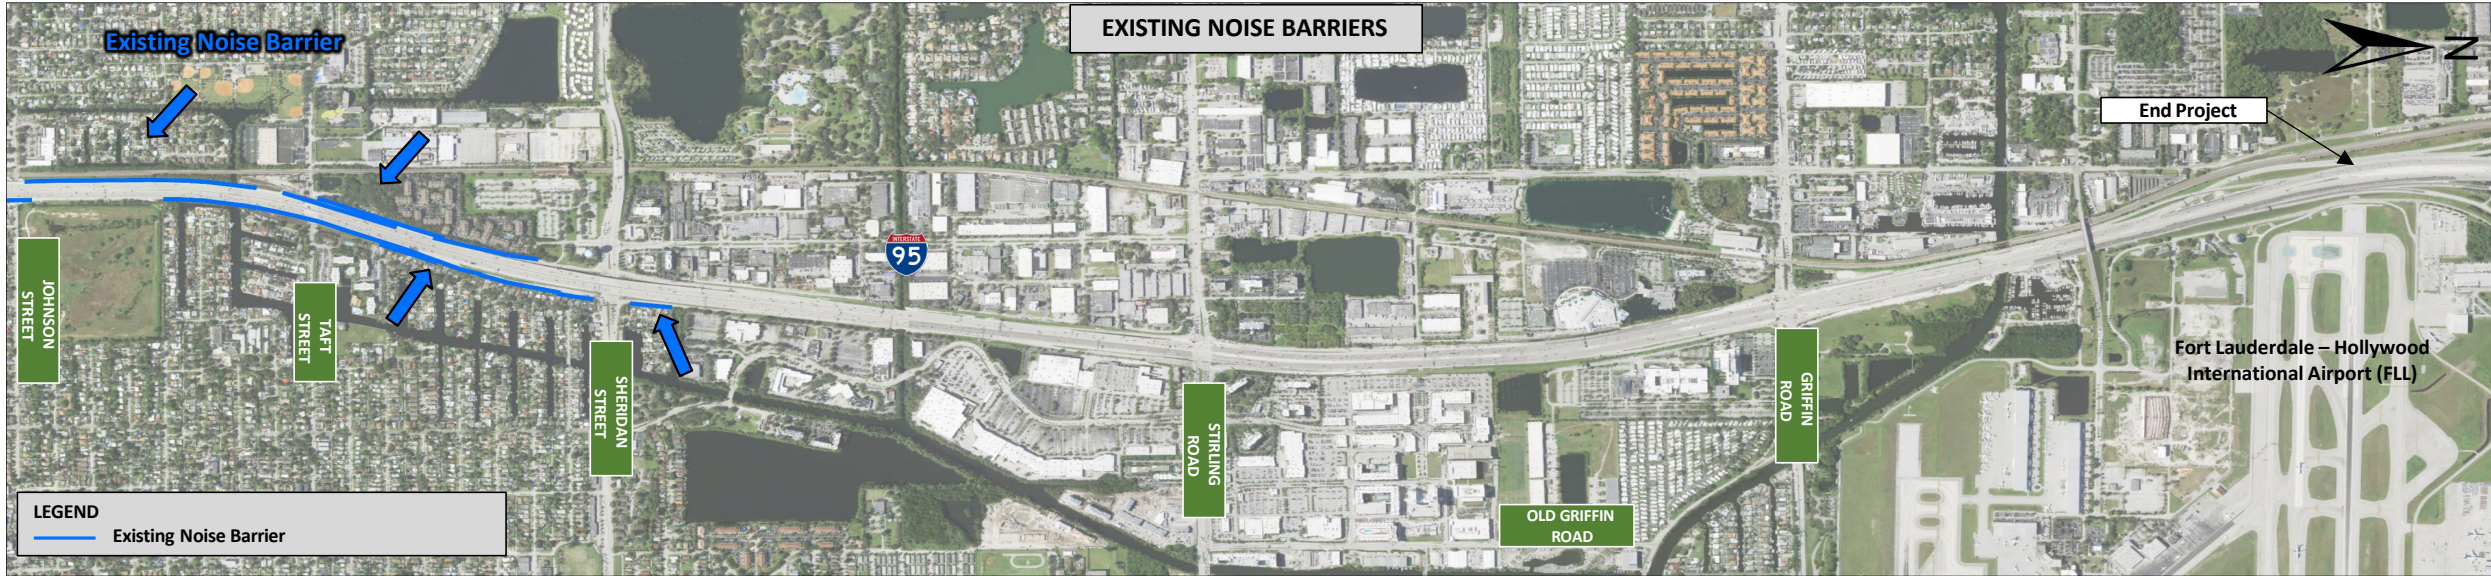 EXISTING NOISE BARRIERS
Existing Noise Barrier
N
End Project
INTERSTATE
95
JOHNSON
STREET
TAFT
STREET
SHERIDAN
STREET
STIRLING
ROAD
OLD GRIFFIN
ROAD
GRIFFIN
ROAD
Fort Lauderdale – Hollywood
International Airport (FLL)
LEGEND
Existing Noise Barrier